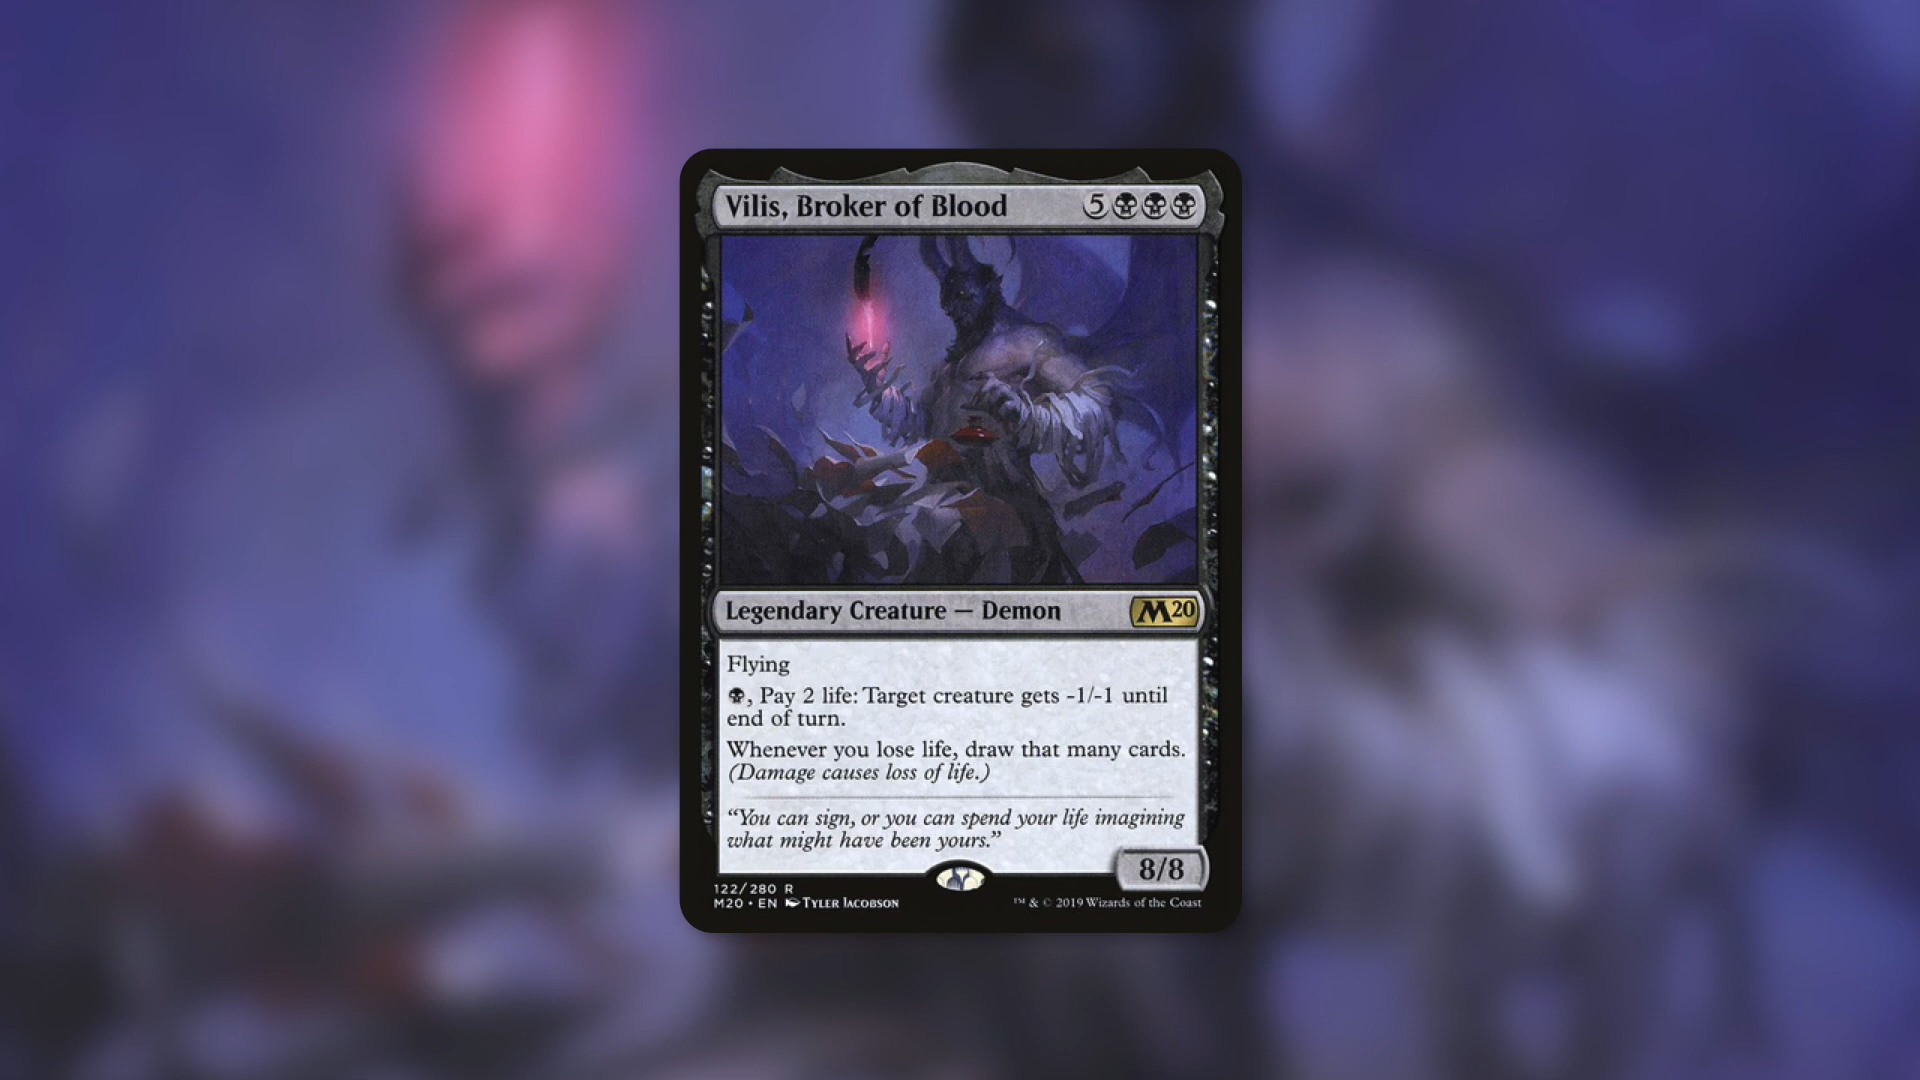 Vilis, Broker of Blood 5
Legendary Creature — Demon M20
Flying
, Pay 2 life: Target creature gets -1/-1 until
end of turn.
Whenever you lose life, draw that many cards.
(Damage causes loss of life.)
“You can sign, or you can spend your life imagining
what might have been yours.”
8/8
122/280 R
M20 • EN Tyler Jacobson
™ & © 2019 Wizards of the Coast